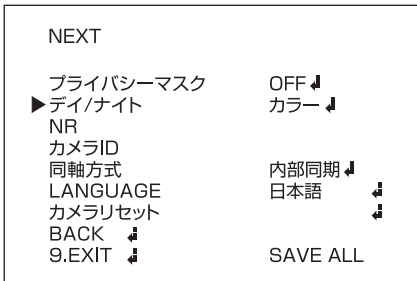 NEXT
プライバシーマスク OFF↲
▶デイ/ナイト カラー↲
NR
カメラID
同軸方式 内部同期↲
LANGUAGE 日本語 ↲
カメラリセット ↲
BACK ↲
9.EXIT ↲ SAVE ALL